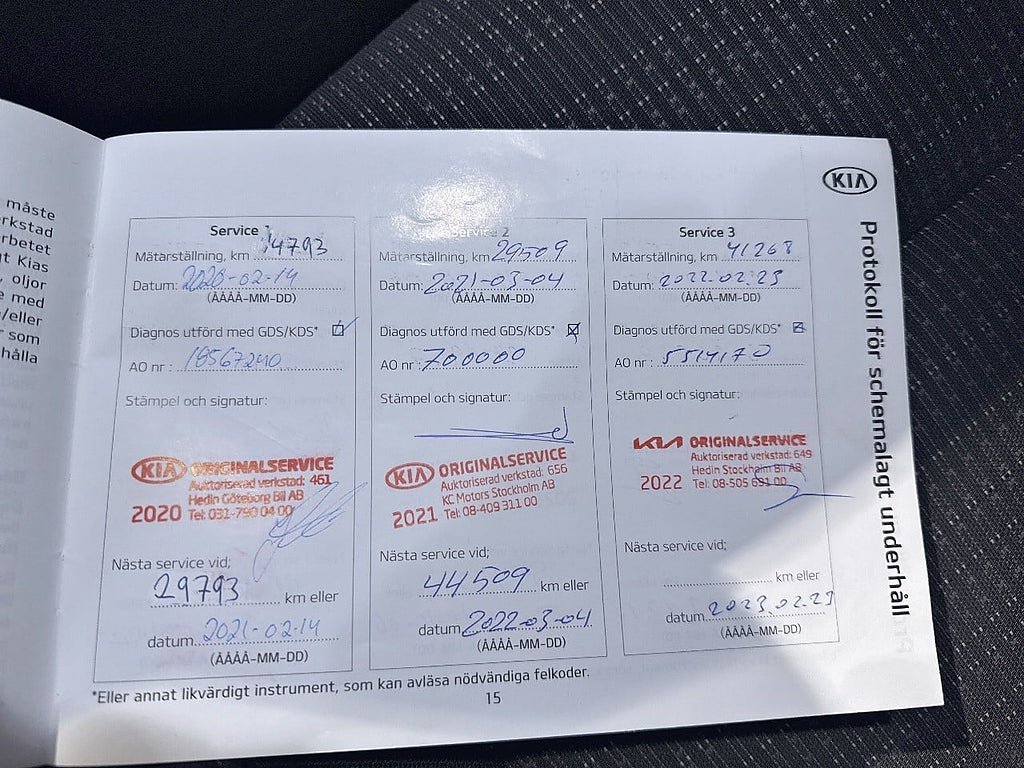 måste
rkstad
rbetet
t Kias
, oljor
e med
/eller
r som
hålla
KIA
Protokoll för schemalagt underhåll
Service 1
Mätarställning, km 14793
Datum: 2020-02-14
(ÅÅÅÅ-MM-DD)
Diagnos utförd med GDS/KDS*
AO nr : 18567240
Stämpel och signatur:
KIA ORIGINALSERVICE
Auktoriserad verkstad: 461
Hedin Göteborg Bil AB
2020 Tel: 031-790 04 00
Nästa service vid;
29793 km eller
datum 2021-02-14
(ÅÅÅÅ-MM-DD)
Service 2
Mätarställning, km 29509
Datum: 2021-03-04
(ÅÅÅÅ-MM-DD)
Diagnos utförd med GDS/KDS*
AO nr : 700000
Stämpel och signatur:
KIA ORIGINALSERVICE
Auktoriserad verkstad: 656
KC Motors Stockholm AB
2021 Tel: 08-409 311 00
Nästa service vid;
44509 km eller
datum 2022-03-04
(ÅÅÅÅ-MM-DD)
Service 3
Mätarställning, km 41268
Datum: 2022.02.23
(ÅÅÅÅ-MM-DD)
Diagnos utförd med GDS/KDS*
AO nr : 5514170
Stämpel och signatur:
KIA ORIGINALSERVICE
Auktoriserad verkstad: 649
Hedin Stockholm Bil AB
2022 Tel: 08-505 691 00
Nästa service vid;
km eller
datum 2023.02.23
(ÅÅÅÅ-MM-DD)
*Eller annat likvärdigt instrument, som kan avläsa nödvändiga felkoder.
15